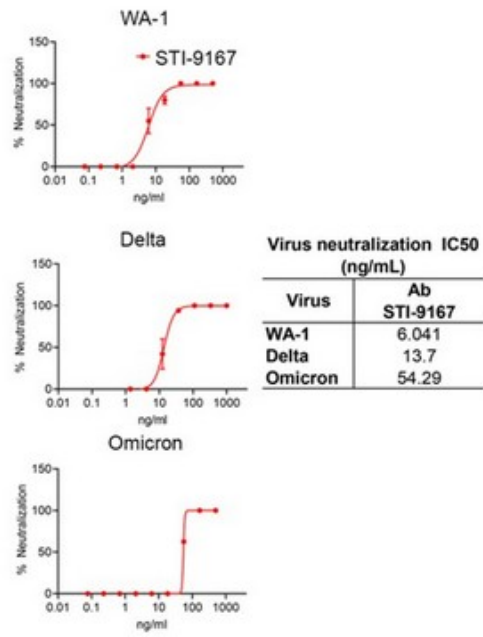 WA-1
STI-9167
% Neutralization
150
100
50
0
0.01 0.1 1 10 100 1000
ng/ml
Delta
% Neutralization
150
100
50
0
0.01 0.1 1 10 100 1000
ng/ml
Virus neutralization IC50
(ng/mL)
Virus Ab
STI-9167
WA-1 6.041
Delta 13.7
Omicron 54.29
Omicron
% Neutralization
150
100
50
0
0.01 0.1 1 10 100 1000
ng/ml